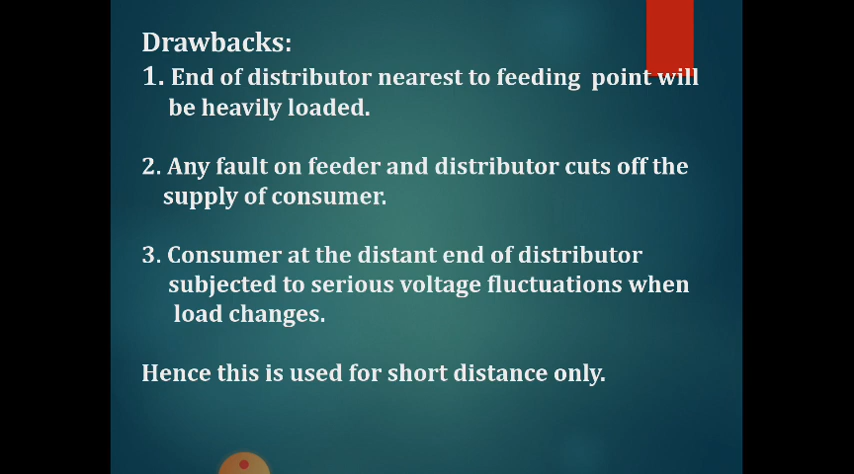 Drawbacks:
1. End of distributor nearest to feeding point will
be heavily loaded.
2. Any fault on feeder and distributor cuts off the
supply of consumer.
3. Consumer at the distant end of distributor
subjected to serious voltage fluctuations when
load changes.
Hence this is used for short distance only.